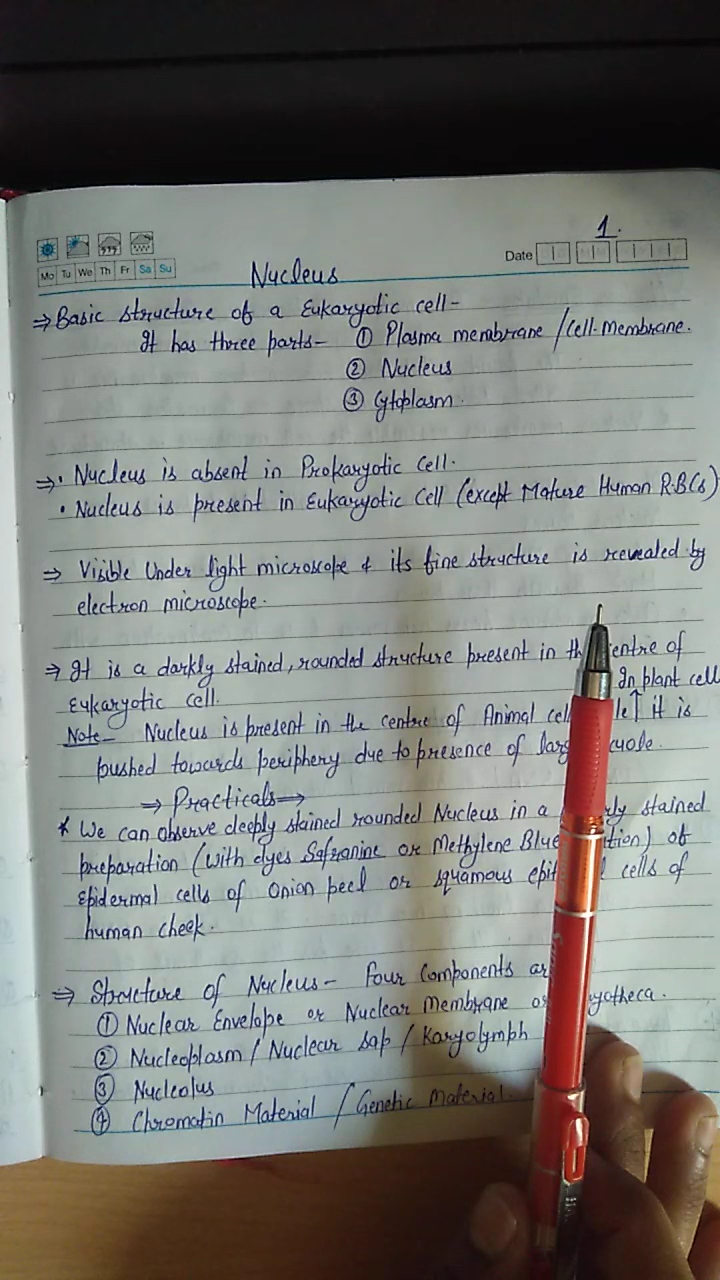 1.
Date
Mo Tu We Th Fr Sa Su
Nucleus
⇒ Basic structure of a Eukaryotic cell-
It has three parts- ① Plasma membrane /Cell-Membrane.
② Nucleus
③ Cytoplasm.
⇒ • Nucleus is absent in Prokaryotic Cell.
• Nucleus is present in Eukaryotic Cell (except Mature Human R.B.Cs)
⇒ Visible Under light microscope & its fine structure is revealed by
electron microscope.
⇒ It is a darkly stained, rounded structure present in the centre of
Eukaryotic cell.
In plant cell
Note- Nucleus is present in the centre of Animal cell it is
pushed towards periphery due to presence of large
⇒ Practicals ⇒
* We can observe deeply stained rounded Nucleus in a stained
preparation (with dyes Safranine or Methylene Blue of
Epidermal cells of Onion peel or squamous cells of
human cheek.
⇒ Structure of Nucleus- Four Components
① Nuclear Envelope or Nuclear Membrane or
② Nucleoplasm / Nuclear Sap / Karyolymph
③ Nucleolus
④ Chromatin Material / Genetic Material.